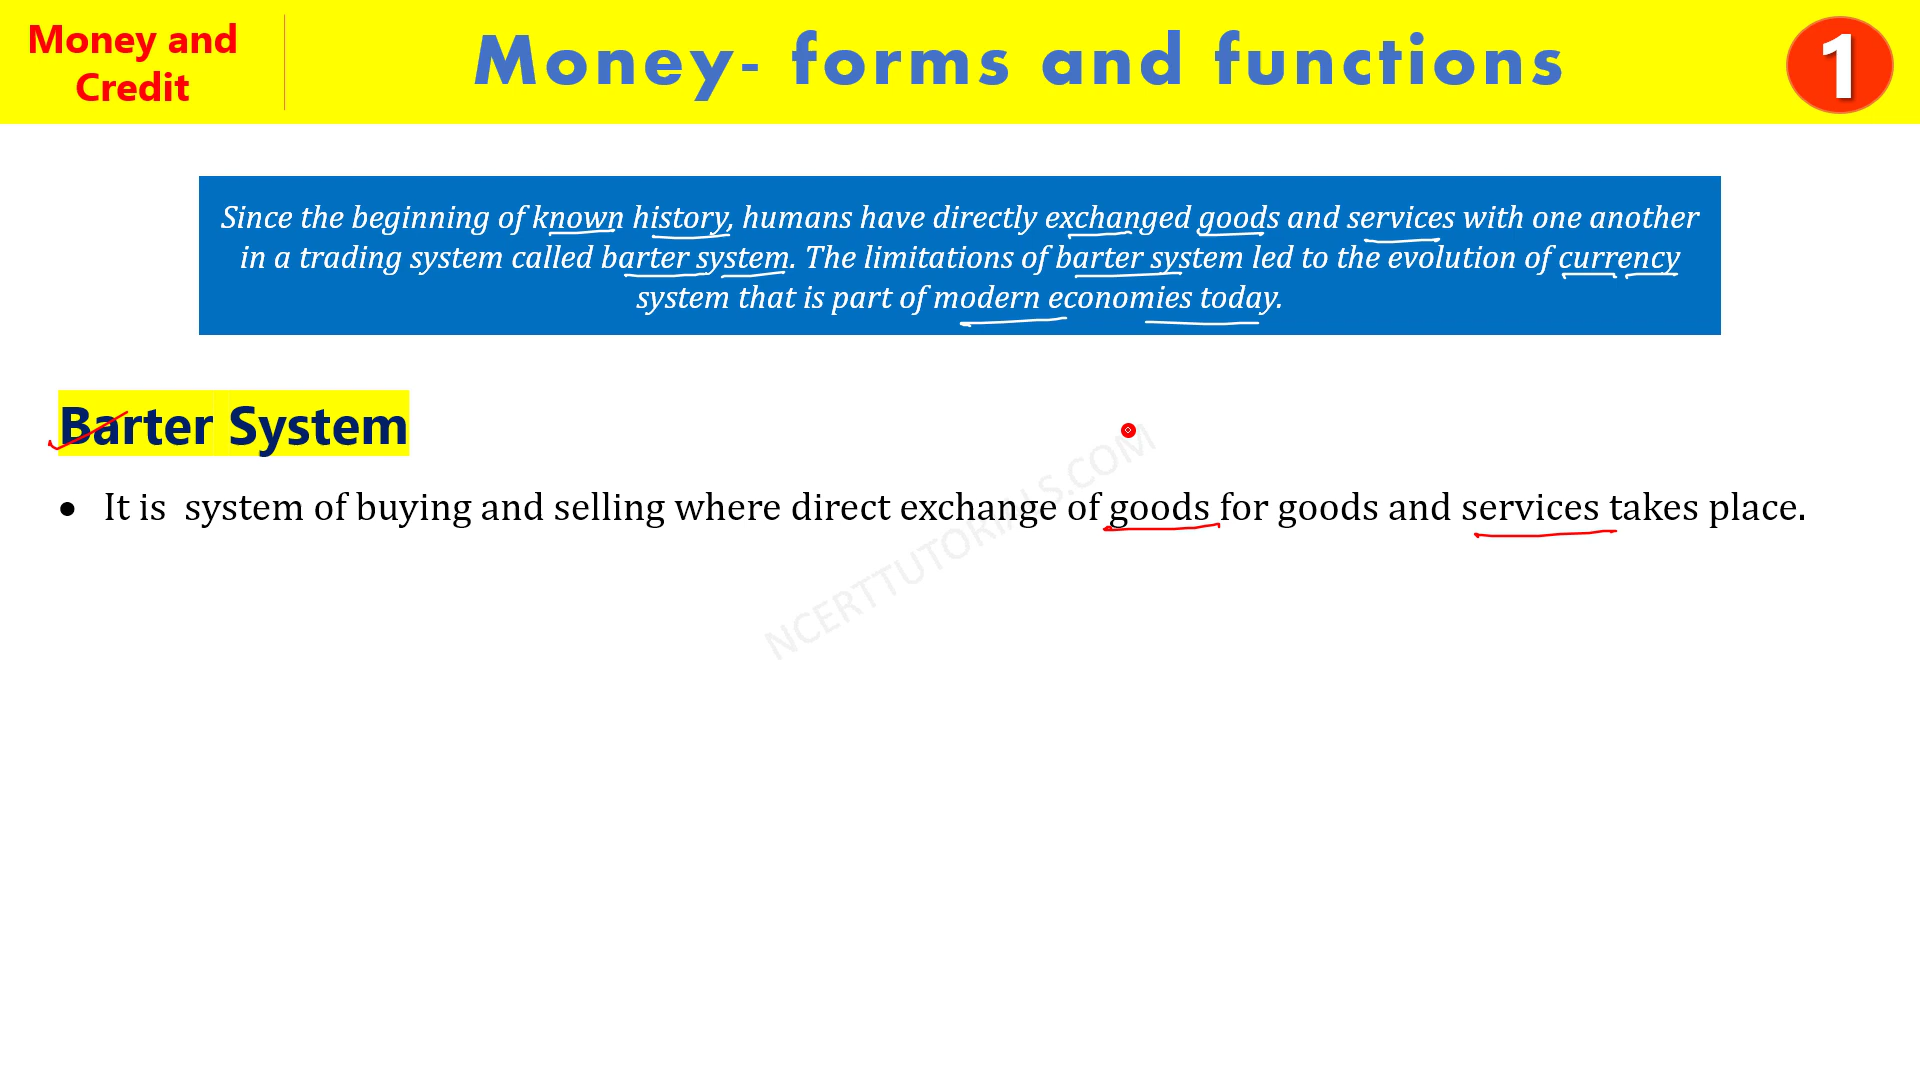 Money and
Credit
Money- forms and functions
1
Since the beginning of known history, humans have directly exchanged goods and services with one another
in a trading system called barter system. The limitations of barter system led to the evolution of currency
system that is part of modern economies today.
Barter System
• It is system of buying and selling where direct exchange of goods for goods and services takes place.
NCERTTUTORIALS.COM